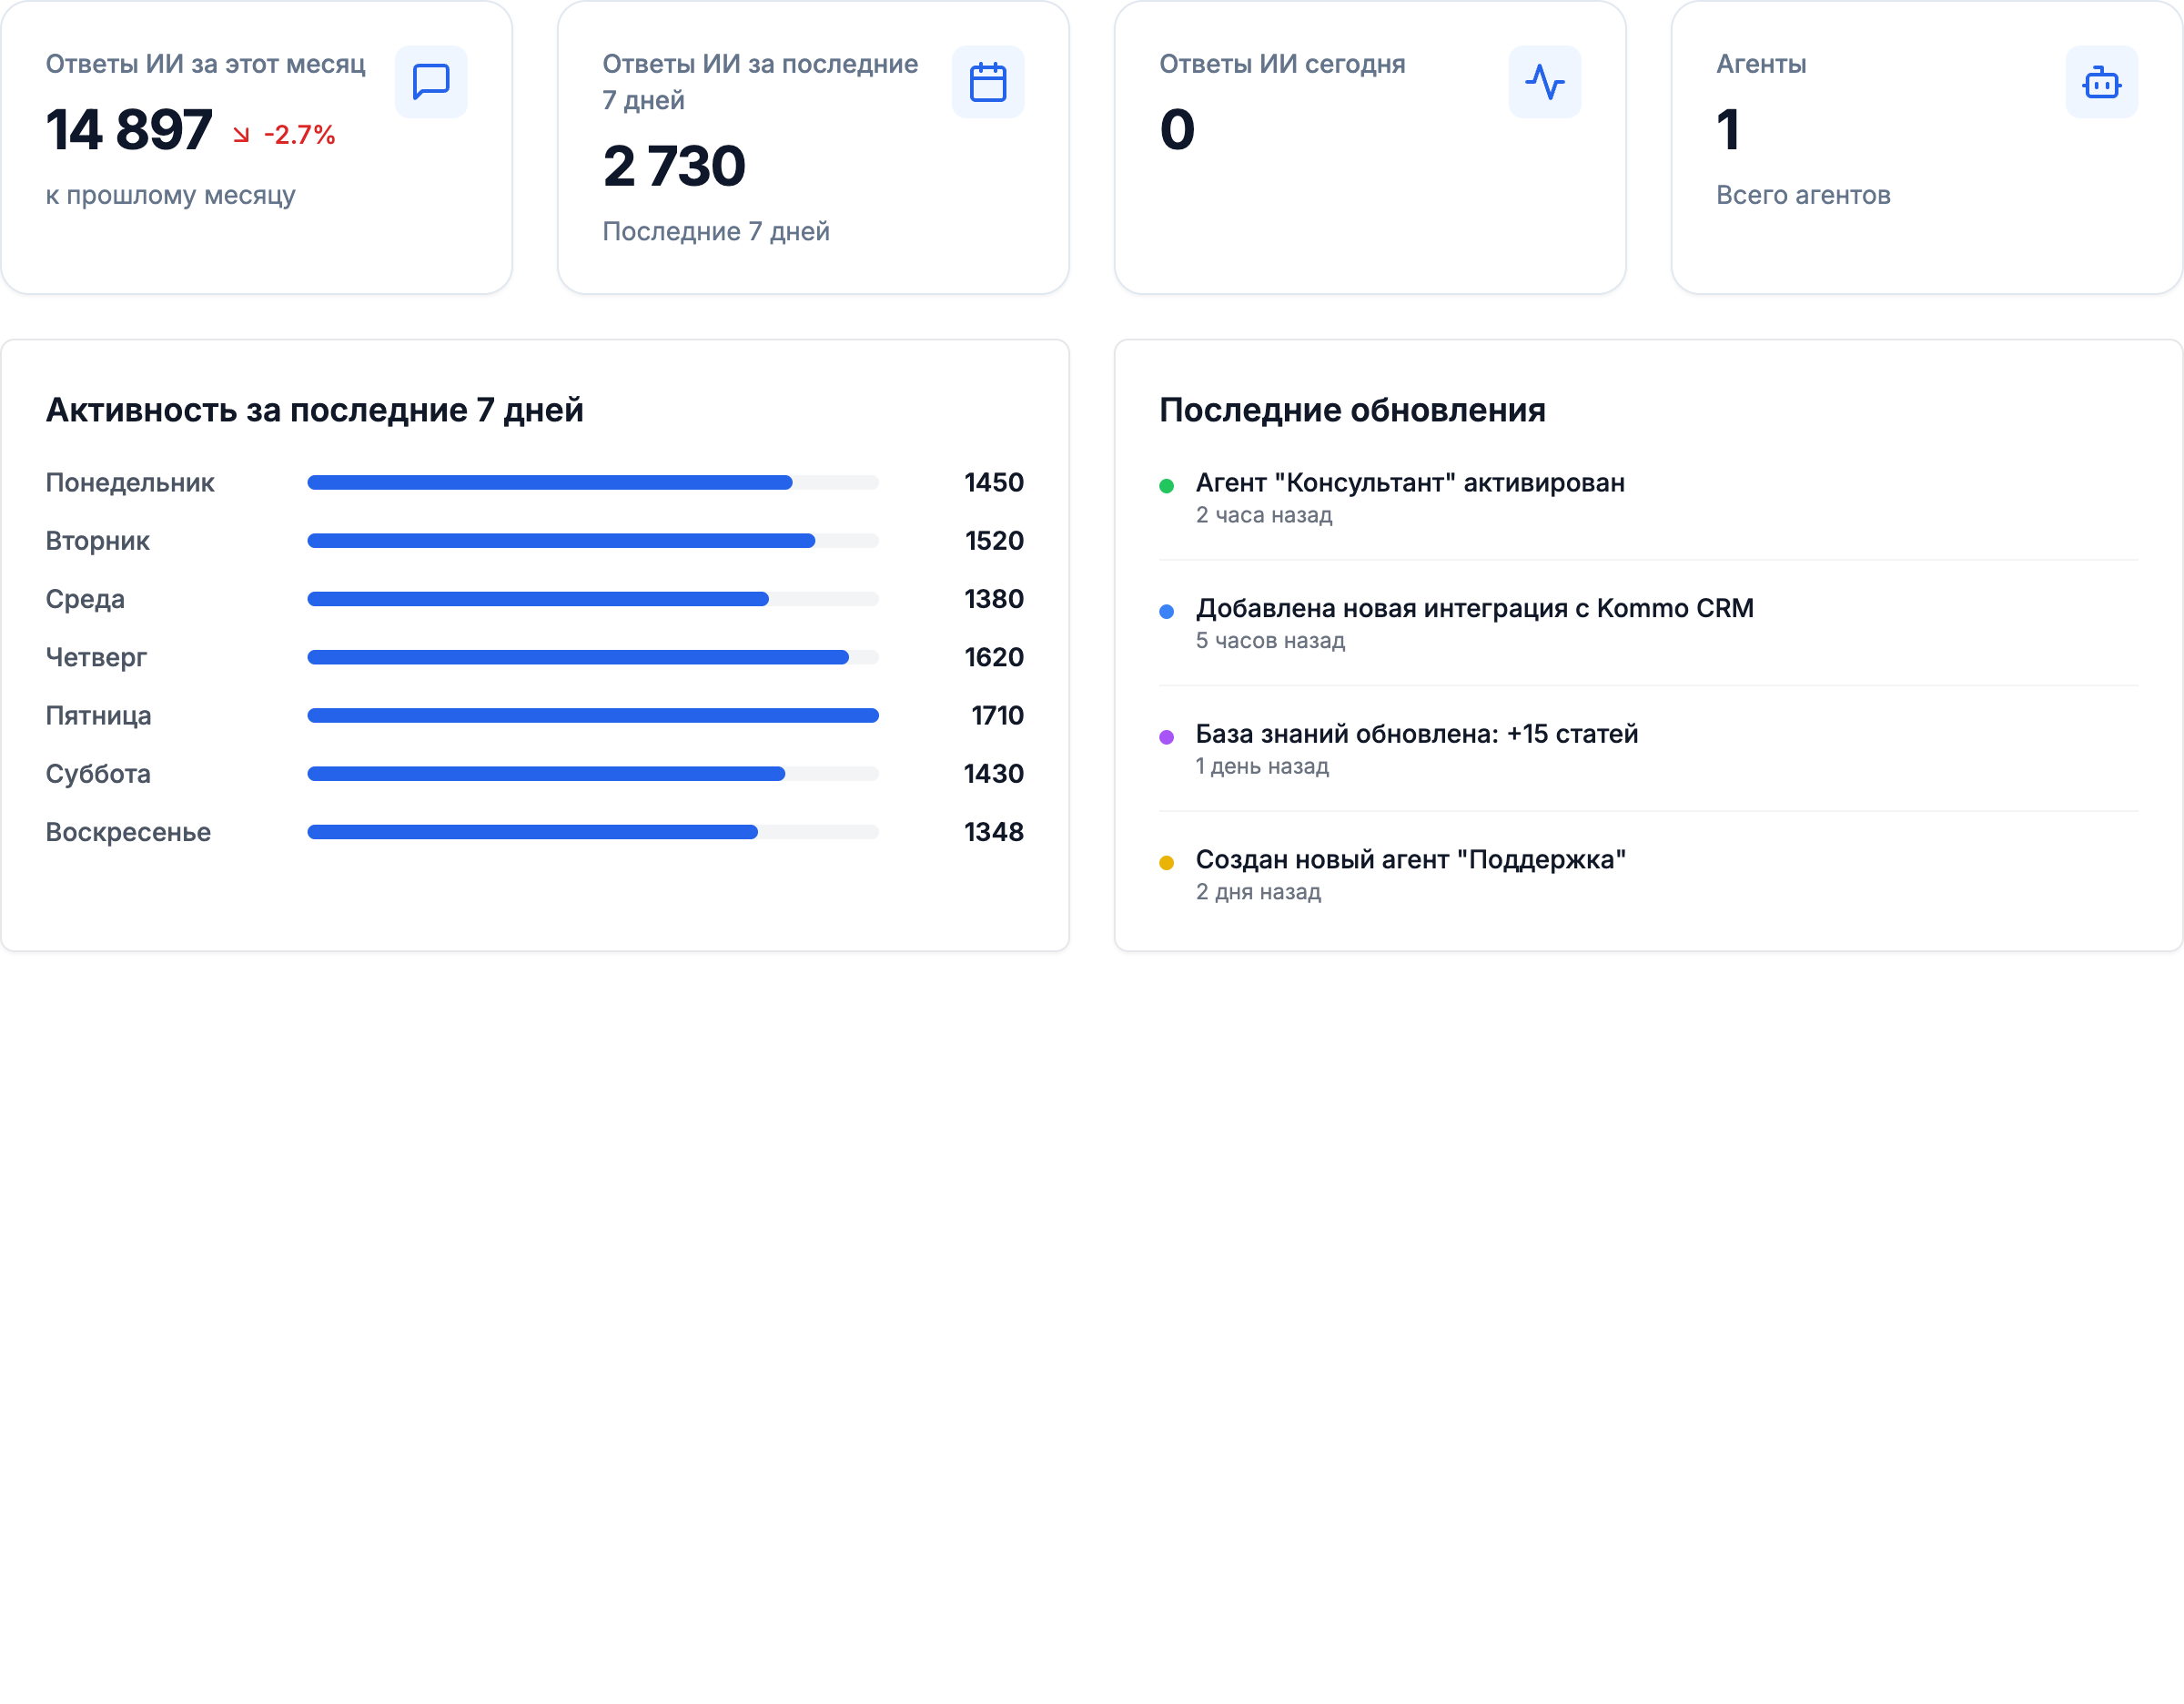 Ответы ИИ за этот месяц
14 897 -2.7%
к прошлому месяцу
Ответы ИИ за последние
7 дней
2 730
Последние 7 дней
Ответы ИИ сегодня
0
Агенты
1
Всего агентов
Активность за последние 7 дней
Понедельник 1450
Вторник 1520
Среда 1380
Четверг 1620
Пятница 1710
Суббота 1430
Воскресенье 1348
Последние обновления
Агент "Консультант" активирован
2 часа назад
Добавлена новая интеграция с Kommo CRM
5 часов назад
База знаний обновлена: +15 статей
1 день назад
Создан новый агент "Поддержка"
2 дня назад